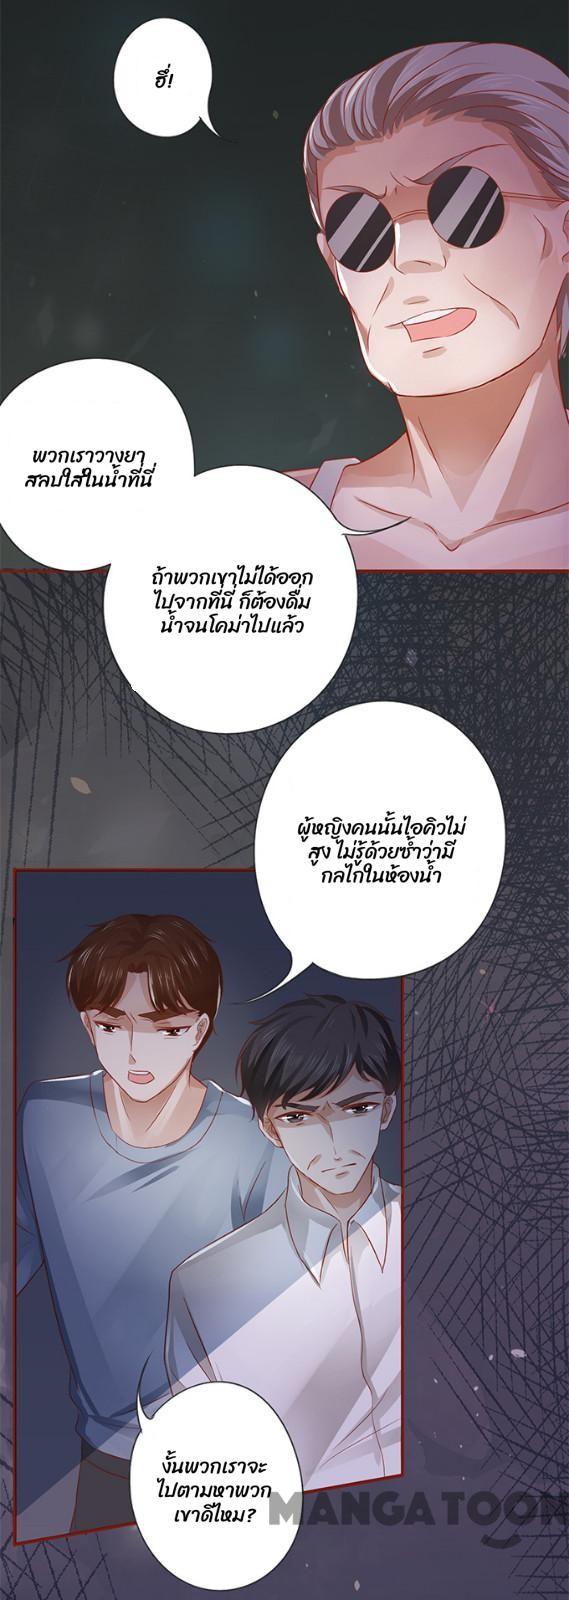 ฮึ!
พวกเราวางยา
สลบใส่ในน้ำที่นี่
ถ้าพวกเขาไม่ได้ออก
ไปจากที่นี่ ก็ต้องดื่ม
น้ำจนโคม่าไปแล้ว
ผู้หญิงคนนั้นไอคิวไม่
สูง ไม่รู้ด้วยซ้ำว่ามี
กลไกในห้องน้ำ
งั้นพวกเราจะ
ไปตามหาพวก
เขาดีไหม?
MANGATOON